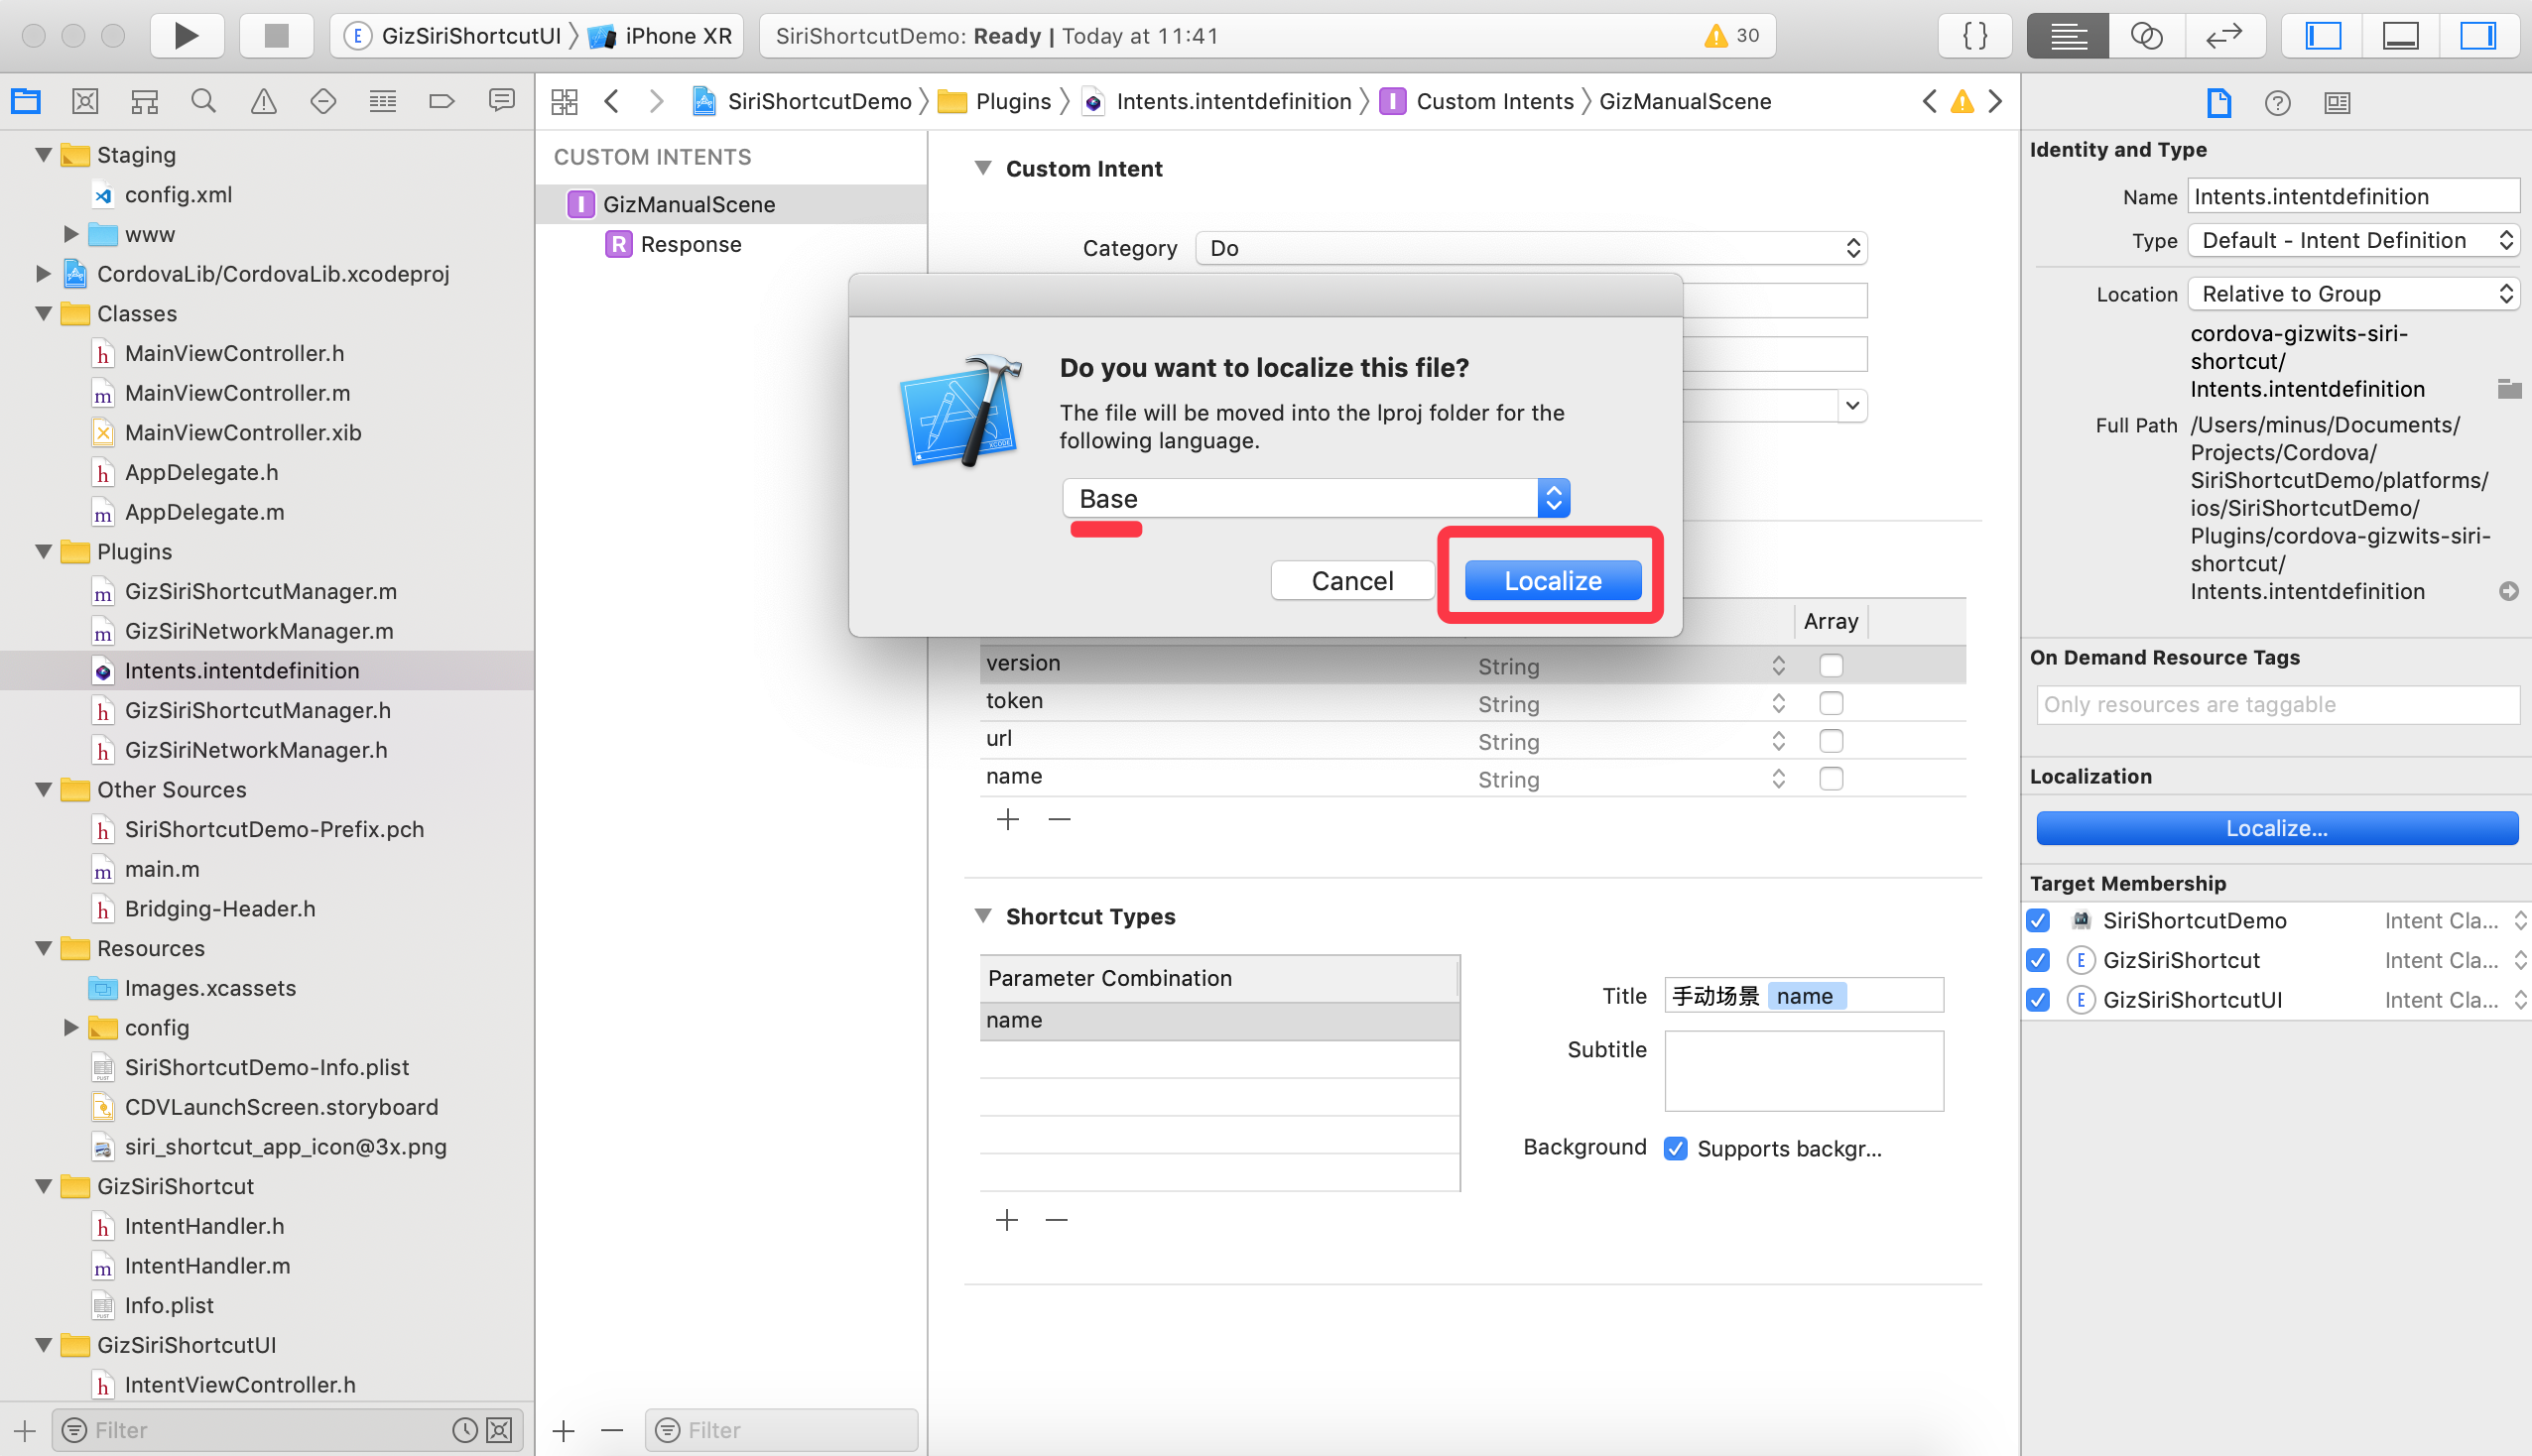 GizSiriShortcutUI
iPhone XR
SiriShortcutDemo: Ready | Today at 11:41
30
SiriShortcutDemo
Plugins
Intents.intentdefinition
Custom Intents
GizManualScene
Staging
config.xml
www
CordovaLib/CordovaLib.xcodeproj
Classes
MainViewController.h
MainViewController.m
MainViewController.xib
AppDelegate.h
AppDelegate.m
Plugins
GizSiriShortcutManager.m
GizSiriNetworkManager.m
Intents.intentdefinition
GizSiriShortcutManager.h
GizSiriNetworkManager.h
Other Sources
SiriShortcutDemo-Prefix.pch
main.m
Bridging-Header.h
Resources
Images.xcassets
config
SiriShortcutDemo-Info.plist
CDVLaunchScreen.storyboard
siri_shortcut_app_icon@3x.png
GizSiriShortcut
IntentHandler.h
IntentHandler.m
Info.plist
GizSiriShortcutUI
IntentViewController.h
Filter
CUSTOM INTENTS
I GizManualScene
R Response
Filter
Custom Intent
Category Do
Do you want to localize this file?
The file will be moved into the lproj folder for the
following language.
Base
Cancel
Localize
Array
version String
token String
url String
name String
Shortcut Types
Parameter Combination
name
Title 手动场景 name
Subtitle
Background Supports backgr...
Identity and Type
Name Intents.intentdefinition
Type Default - Intent Definition
Location Relative to Group
cordova-gizwits-siri-
shortcut/
Intents.intentdefinition
Full Path /Users/minus/Documents/
Projects/Cordova/
SiriShortcutDemo/platforms/
ios/SiriShortcutDemo/
Plugins/cordova-gizwits-siri-
shortcut/
Intents.intentdefinition
On Demand Resource Tags
Only resources are taggable
Localization
Localize...
Target Membership
SiriShortcutDemo Intent Cla...
GizSiriShortcut Intent Cla...
GizSiriShortcutUI Intent Cla...